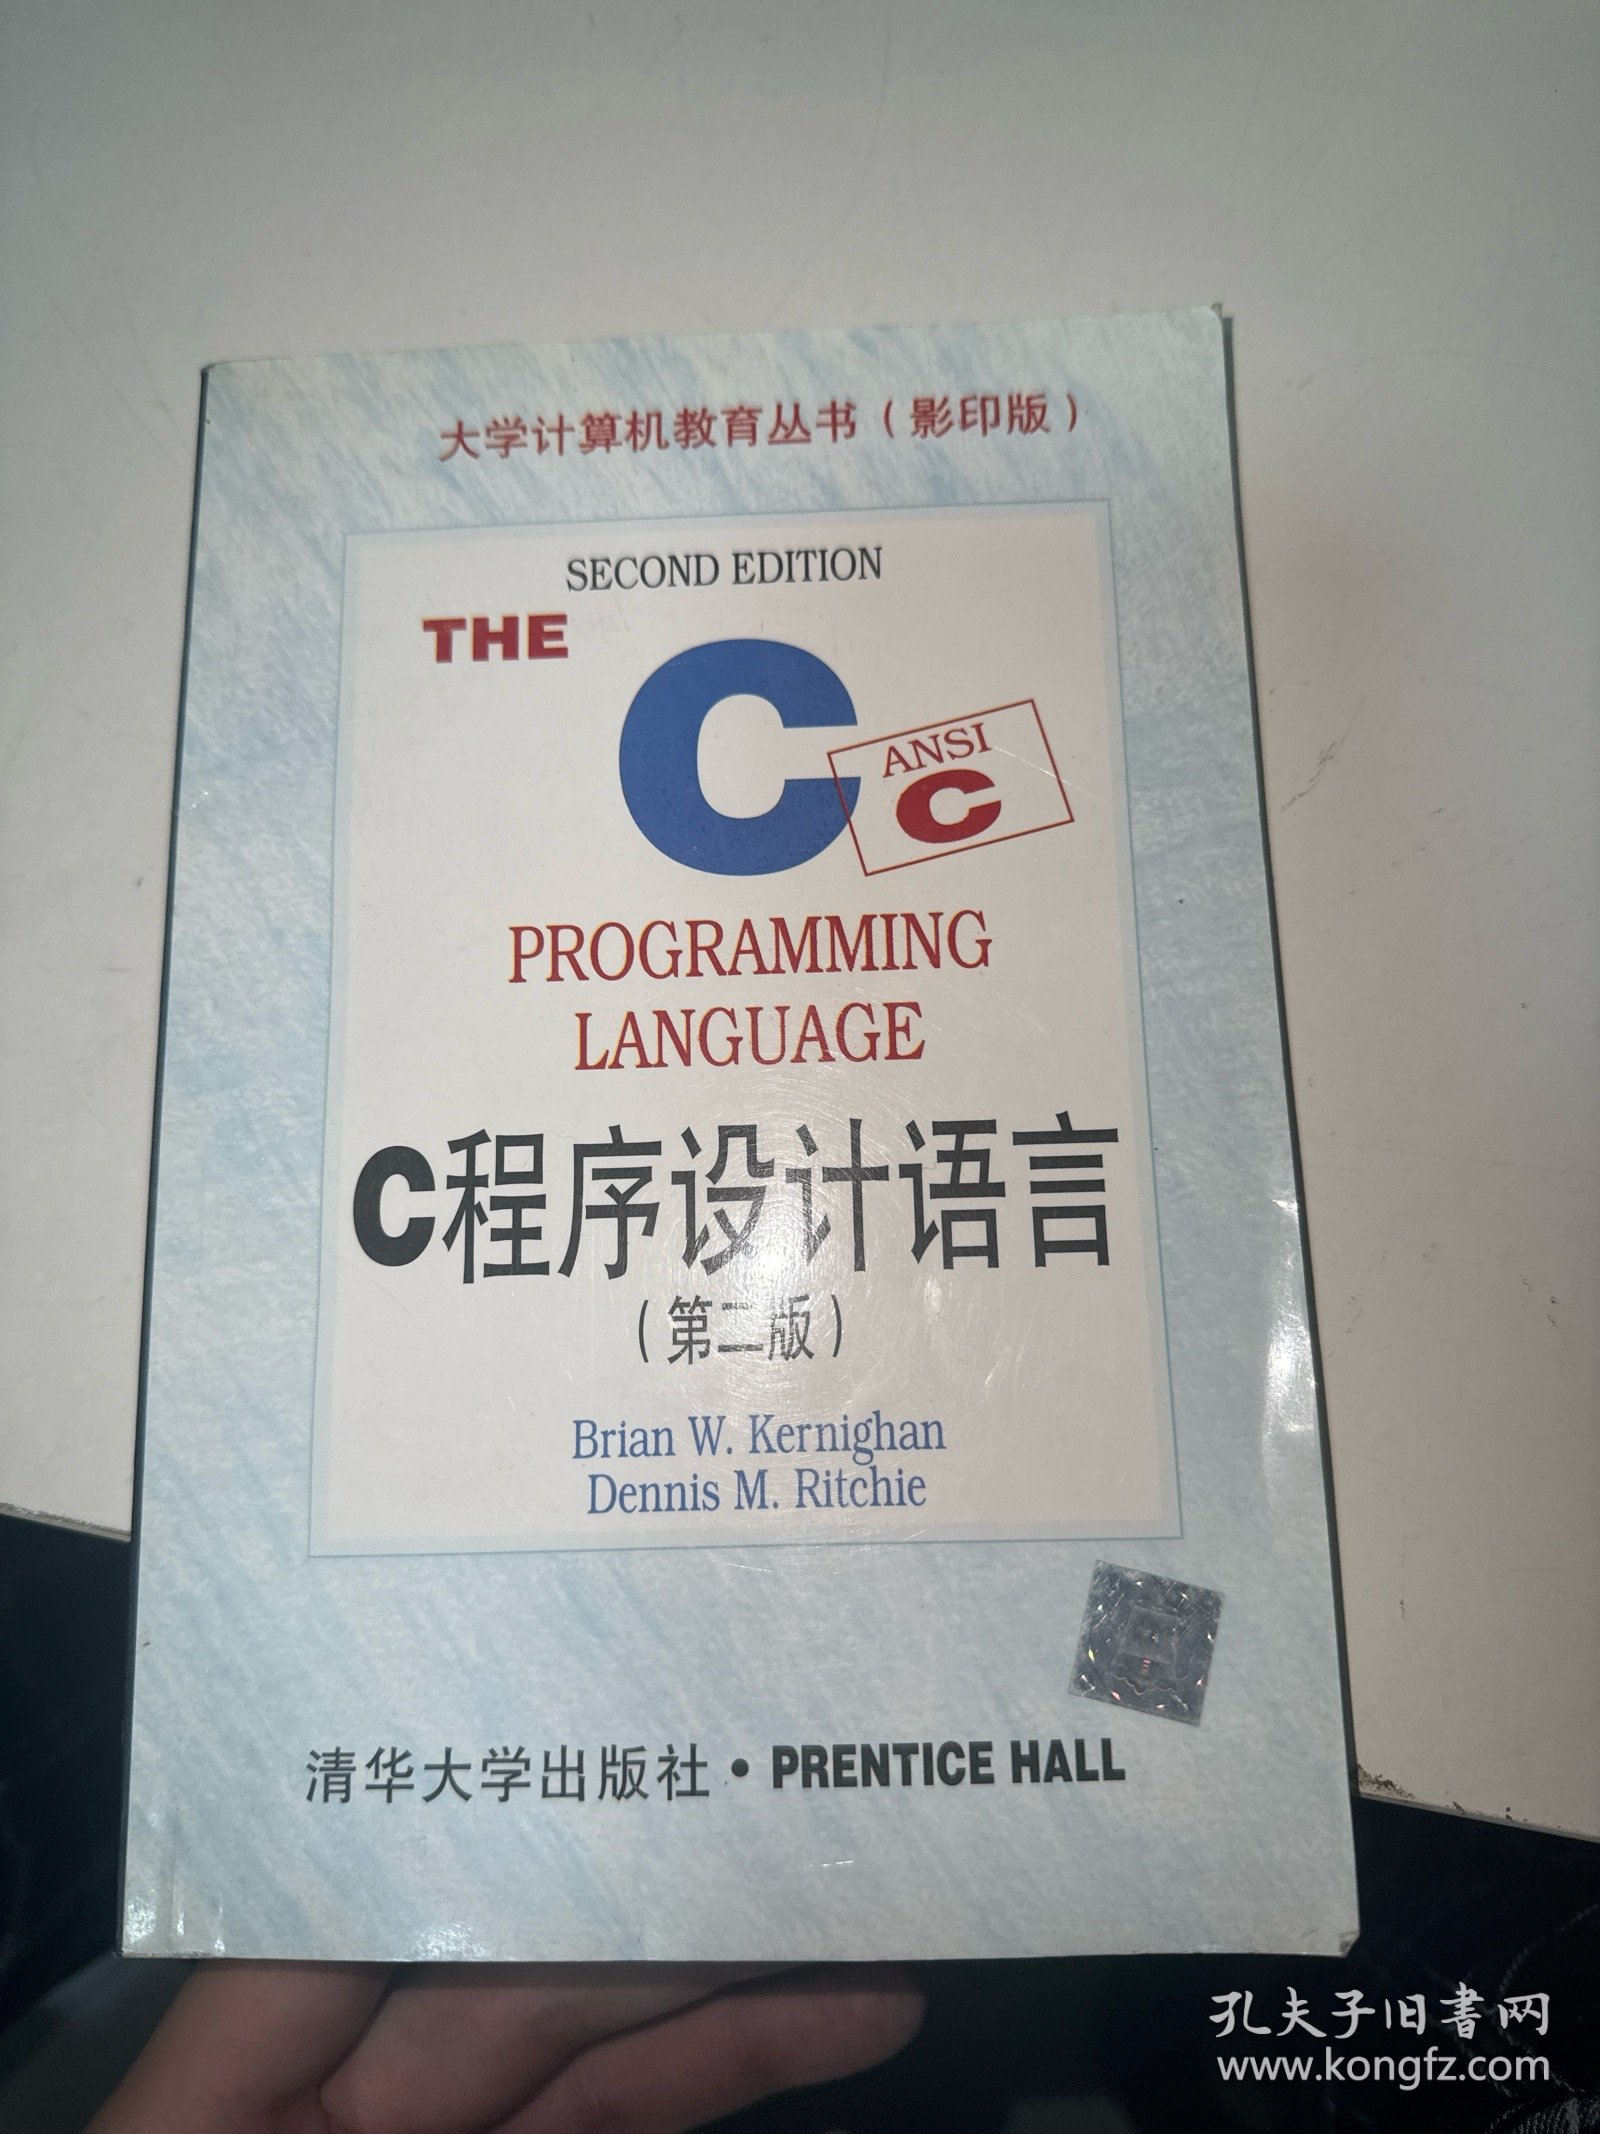 大学计算机教育丛书（影印版）
SECOND EDITION
THE
C
ANSI
C
PROGRAMMING
LANGUAGE
C程序设计语言
（第二版）
Brian W. Kernighan
Dennis M. Ritchie
清华大学出版社·PRENTICE HALL
孔夫子旧书网
www.kongfz.com